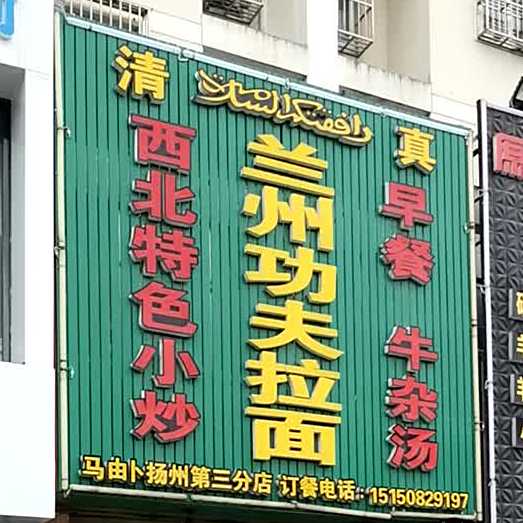 清 真
西北特色小炒
兰州功夫拉面
早餐 牛杂汤
马由卜扬州第三分店 订餐电话:15150829197